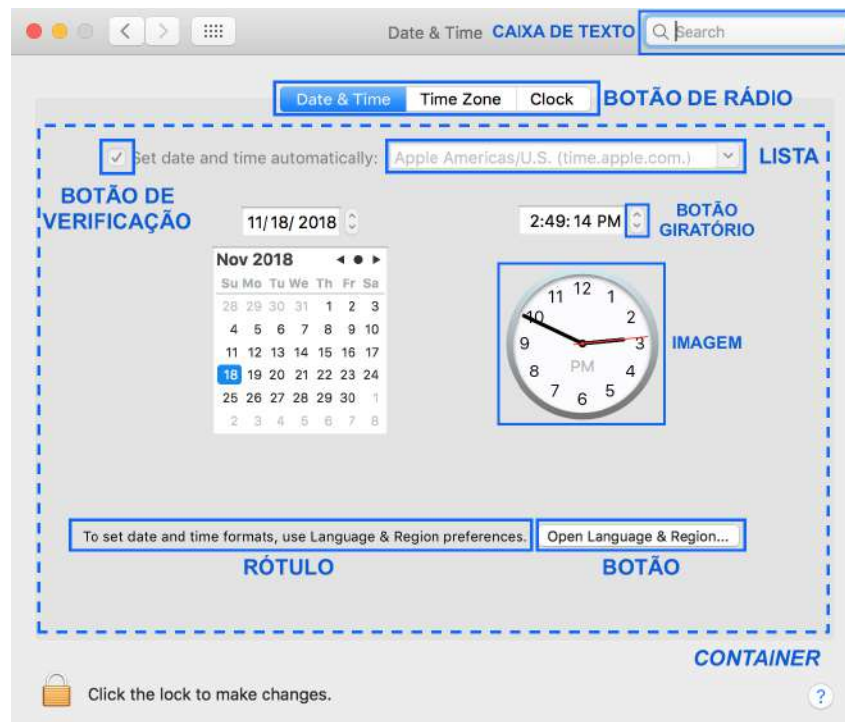 Date & Time CAIXA DE TEXTO Search
Date & Time Time Zone Clock BOTÃO DE RÁDIO
Set date and time automatically: Apple Americas/U.S. (time.apple.com.) LISTA
BOTÃO DE
VERIFICAÇÃO
11/18/2018
2:49:14 PM
BOTÃO
GIRATÓRIO
Nov 2018
Su Mo Tu We Th Fr Sa
28 29 30 31 1 2 3
4 5 6 7 8 9 10
11 12 13 14 15 16 17
18 19 20 21 22 23 24
25 26 27 28 29 30 1
2 3 4 5 6 7 8
12
11 1
10 2
9 3
PM
8 4
7 5
6
IMAGEM
To set date and time formats, use Language & Region preferences. Open Language & Region...
RÓTULO BOTÃO
CONTAINER
Click the lock to make changes. ?